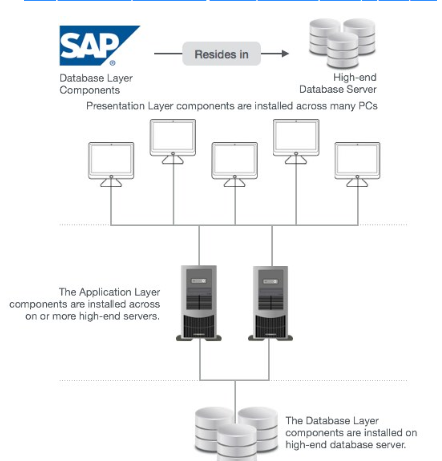 SAP
®
Resides in
Database Layer
Components
High-end
Database Server
Presentation Layer components are installed across many PCs
The Application Layer
components are installed across
on or more high-end servers.
The Database Layer
components are installed on
high-end database server.